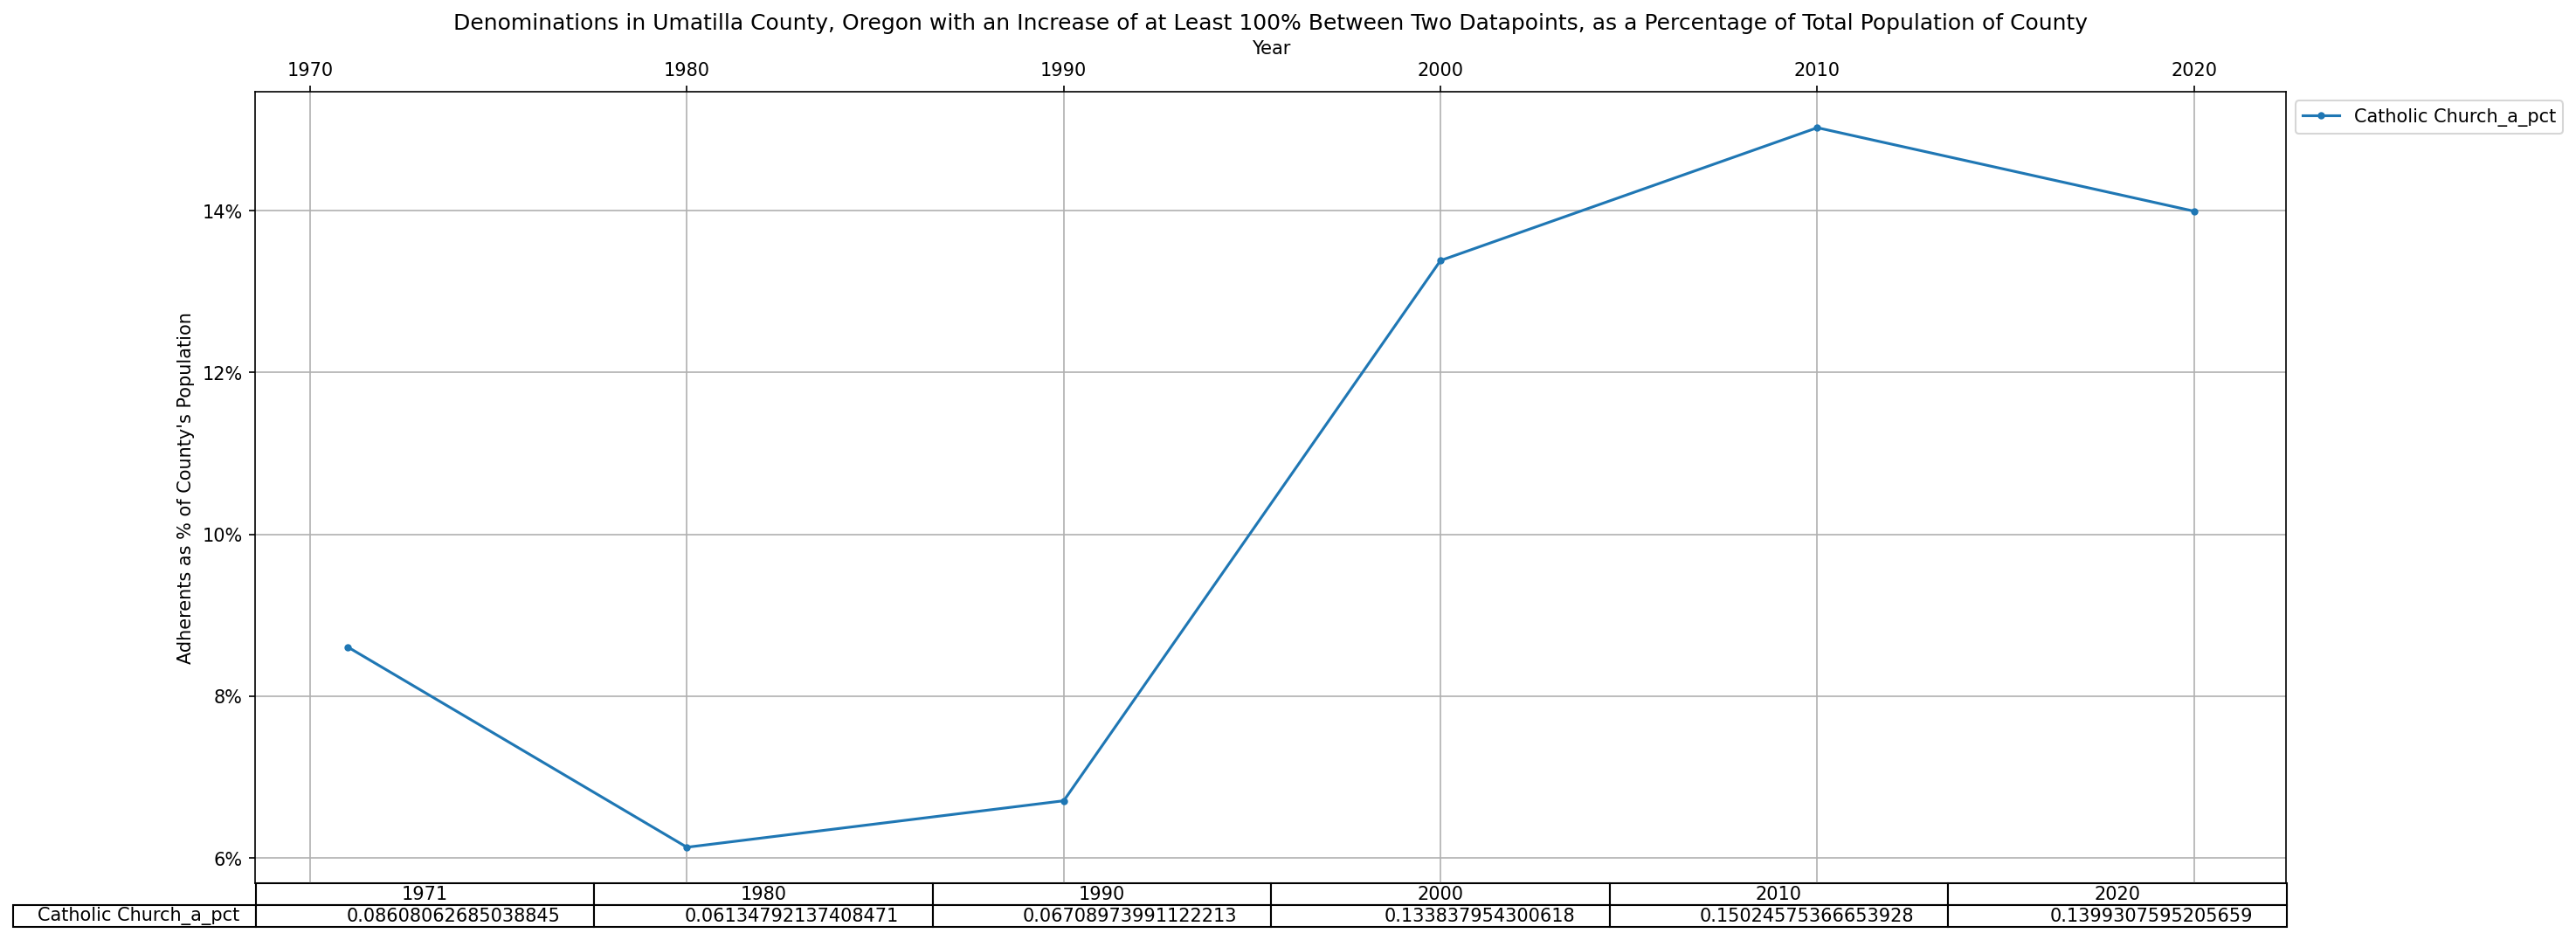 Denominations in Umatilla County, Oregon with an Increase of at Least 100% Between Two Datapoints, as a Percentage of Total Population of County
Year
1970 1980 1990 2000 2010 2020
Catholic Church_a_pct
14%
12%
10%
8%
6%
Adherents as % of County's Population
1971 1980 1990 2000 2010 2020
Catholic Church_a_pct 0.08608062685038845 0.06134792137408471 0.06708973991122213 0.133837954300618 0.15024575366653928 0.1399307595205659